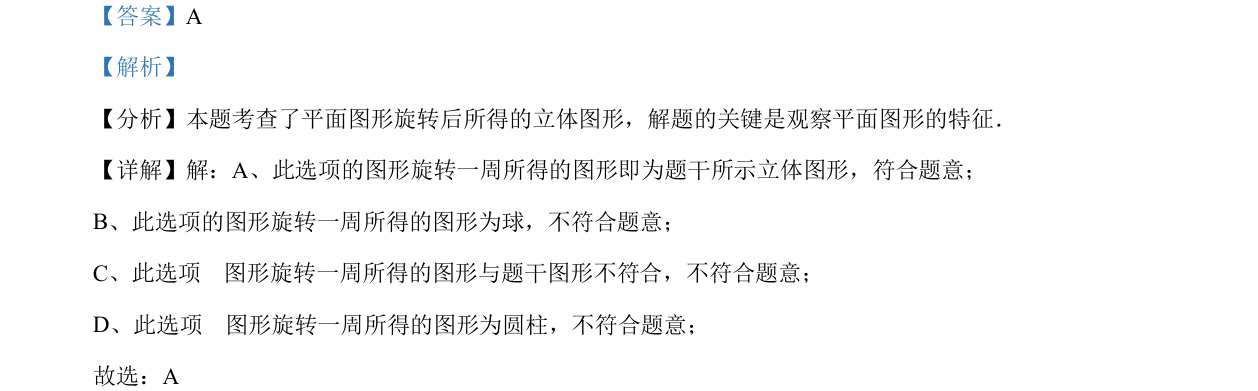 【答案】A
【解析】
【分析】本题考查了平面图形旋转后所得的立体图形，解题的关键是观察平面图形的特征．
【详解】解：A、此选项的图形旋转一周所得的图形即为题干所示立体图形，符合题意；
B、此选项的图形旋转一周所得的图形为球，不符合题意；
C、此选项　图形旋转一周所得的图形与题干图形不符合，不符合题意；
D、此选项　图形旋转一周所得的图形为圆柱，不符合题意；
故选：A